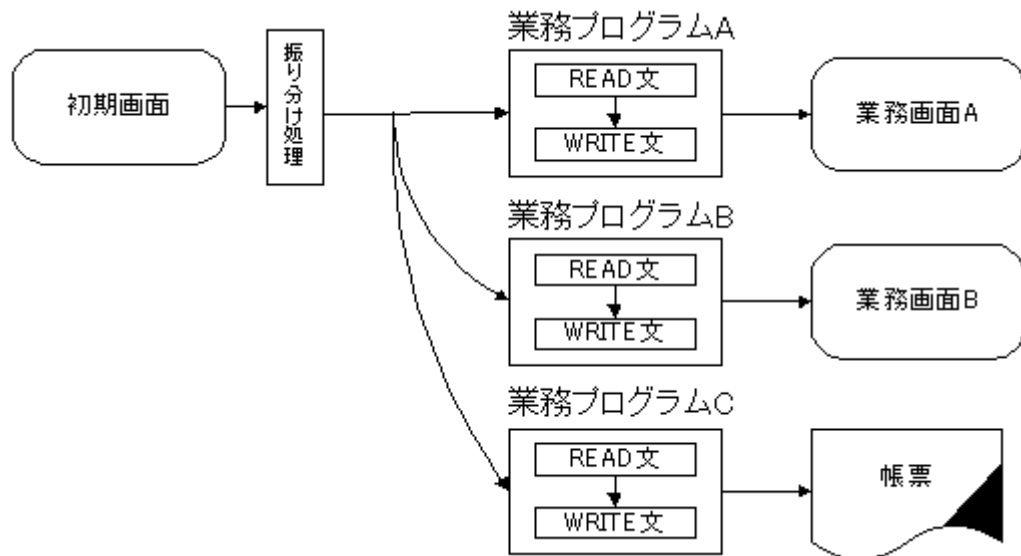 初期画面
振り分け処理
業務プログラムA
READ文
WRITE文
業務画面A
業務プログラムB
READ文
WRITE文
業務画面B
業務プログラムC
READ文
WRITE文
帳票